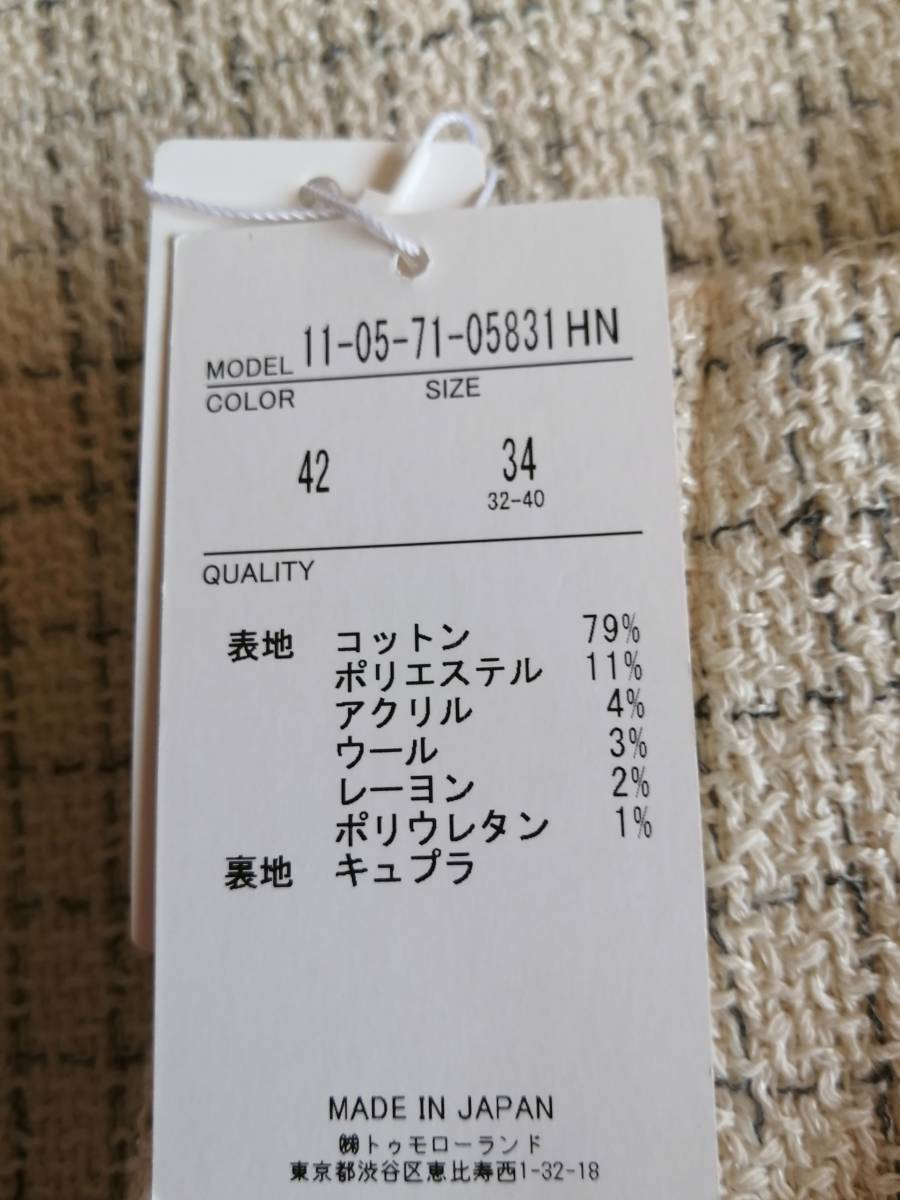 MODEL 11-05-71-05831HN
COLOR SIZE
42 34
32-40
QUALITY
表地 コットン 79%
ポリエステル 11%
アクリル 4%
ウール 3%
レーヨン 2%
ポリウレタン 1%
裏地 キュプラ
MADE IN JAPAN
㈱トゥモローランド
東京都渋谷区恵比寿西1-32-18